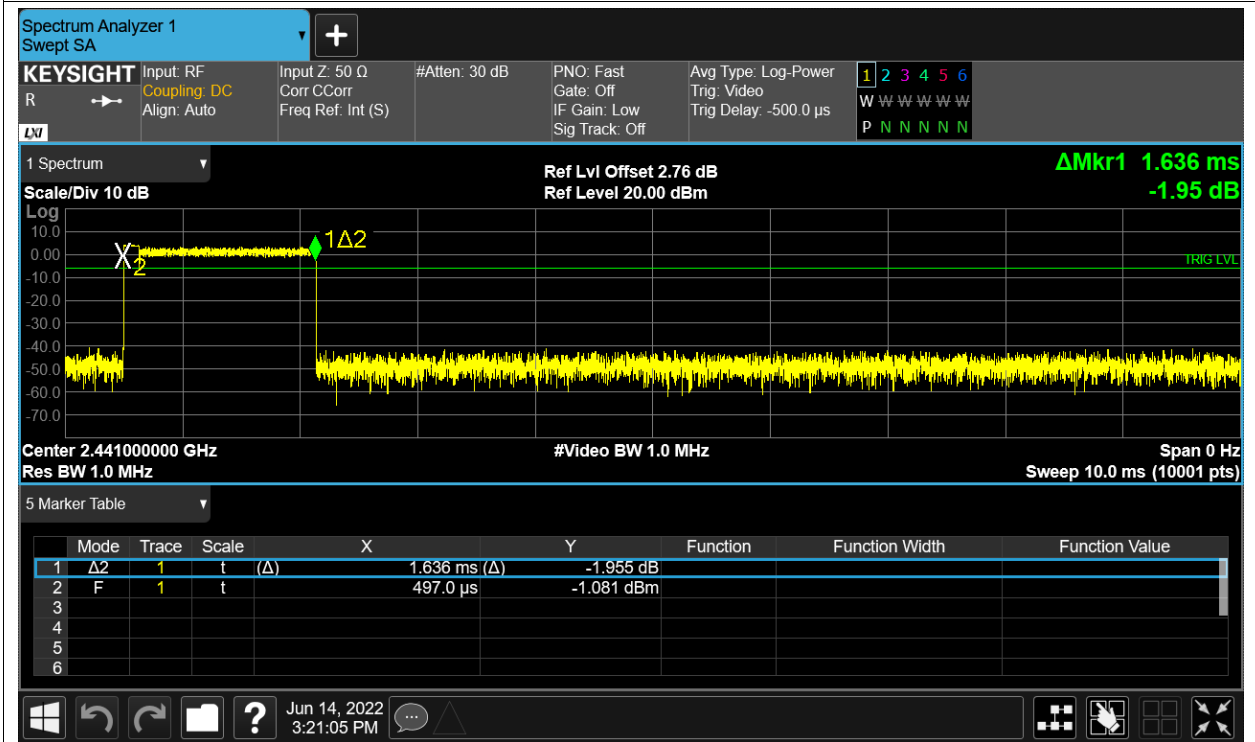 Spectrum Analyzer 1
Swept SA
KEYSIGHT Input: RF Input Z: 50 Ω #Atten: 30 dB PNO: Fast Avg Type: Log-Power 1 2 3 4 5 6
R Coupling: DC Corr CCorr Gate: Off Trig: Video W W W W W W
Align: Auto Freq Ref: Int (S) IF Gain: Low Trig Delay: -500.0 µs
LXI Sig Track: Off P N N N N N
1 Spectrum Ref Lvl Offset 2.76 dB ΔMkr1 1.636 ms
Scale/Div 10 dB Ref Level 20.00 dBm -1.95 dB
Log
10.0
1Δ2
0.00
2
TRIG LVL
-10.0
-20.0
-30.0
-40.0
-50.0
-60.0
-70.0
Center 2.441000000 GHz #Video BW 1.0 MHz Span 0 Hz
Res BW 1.0 MHz Sweep 10.0 ms (10001 pts)
5 Marker Table
Mode Trace Scale X Y Function Function Width Function Value
1 Δ2 1 t (Δ) 1.636 ms (Δ) -1.955 dB
2 F 1 t 497.0 µs -1.081 dBm
3
4
5
6
? Jun 14, 2022
3:21:05 PM